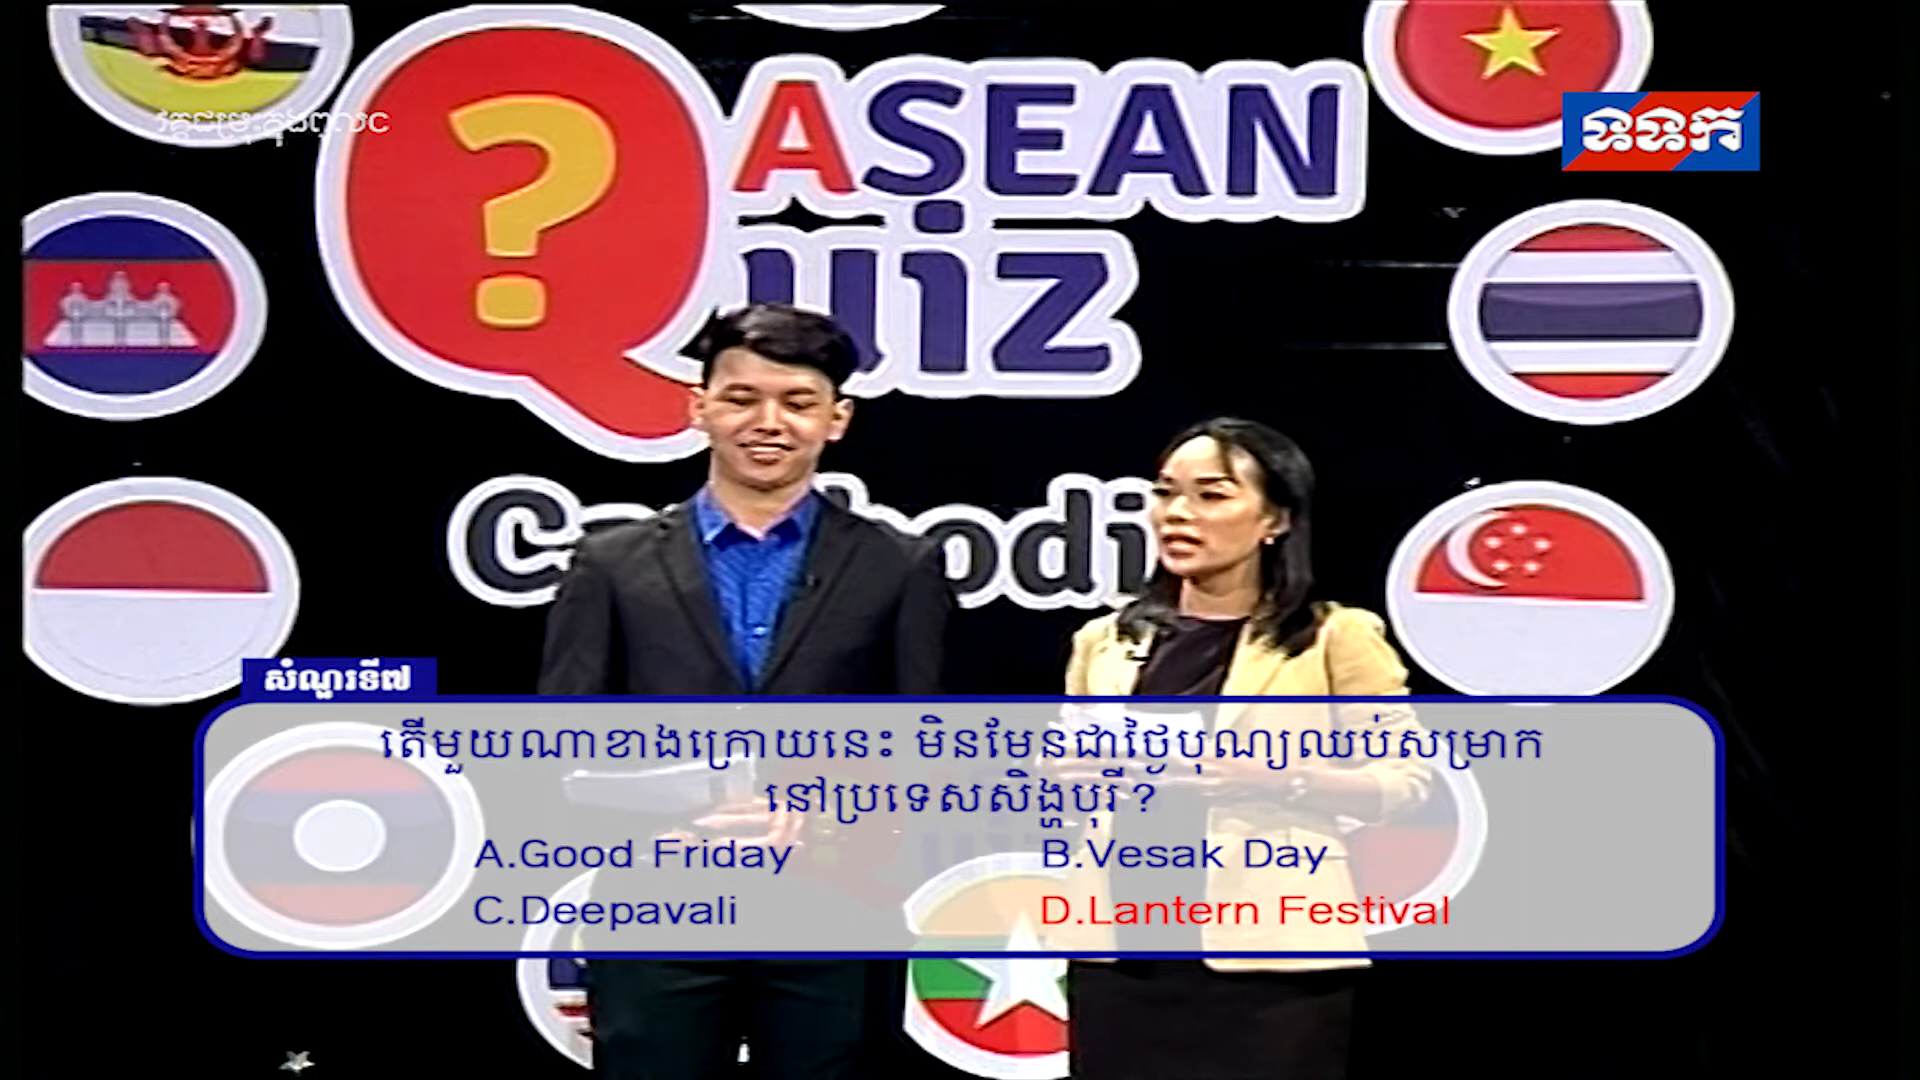 ASEAN
QUIZ
ទទក
សំណួរទី៧
តើមួយណាខាងក្រោយនេះ មិនមែនជាថ្ងៃបុណ្យឈប់សម្រាក
នៅប្រទេសសិង្ហបុរី?
A.Good Friday
B.Vesak Day
C.Deepavali
D.Lantern Festival